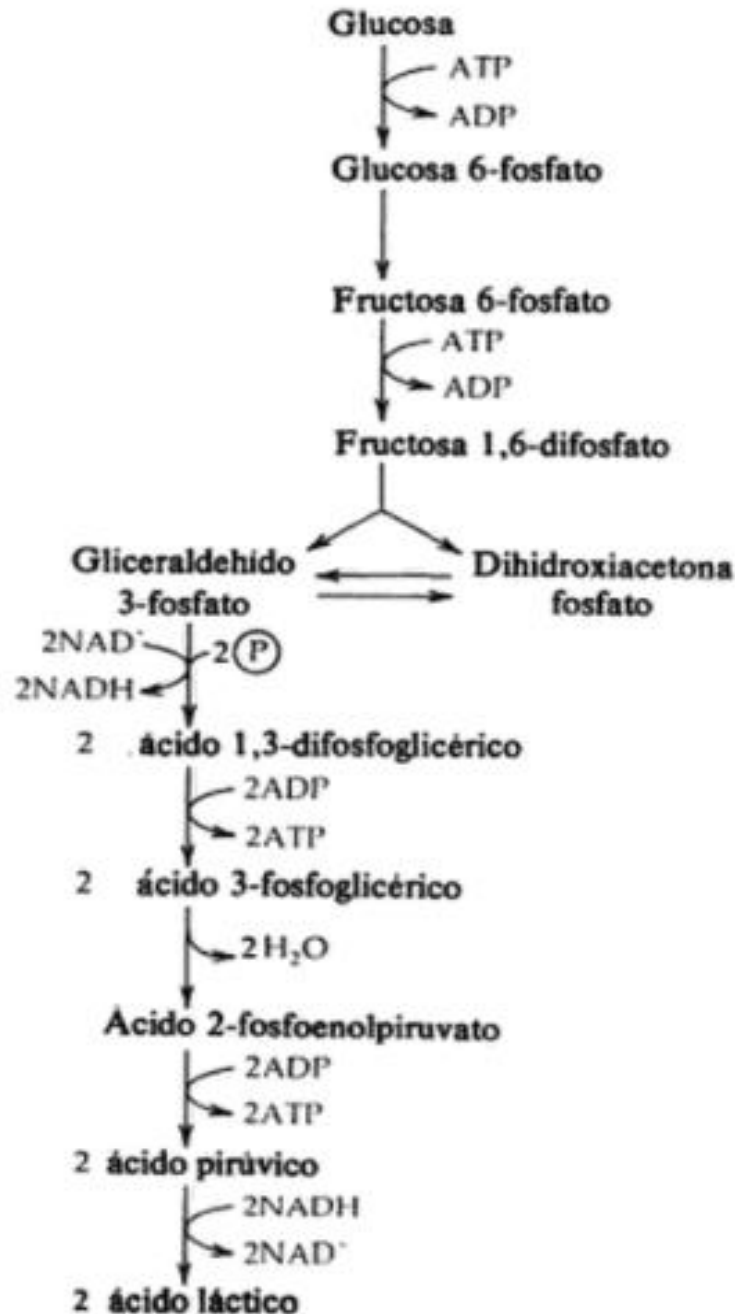 Glucosa
ATP
ADP
Glucosa 6-fosfato
Fructosa 6-fosfato
ATP
ADP
Fructosa 1,6-difosfato
Gliceraldehído
3-fosfato
Dihidroxiacetona
fosfato
2NAD⁺
2 P
2NADH
2 ácido 1,3-difosfoglicérico
2ADP
2ATP
2 ácido 3-fosfoglicérico
2H₂O
Ácido 2-fosfoenolpiruvato
2ADP
2ATP
2 ácido pirúvico
2NADH
2NAD⁺
2 ácido láctico